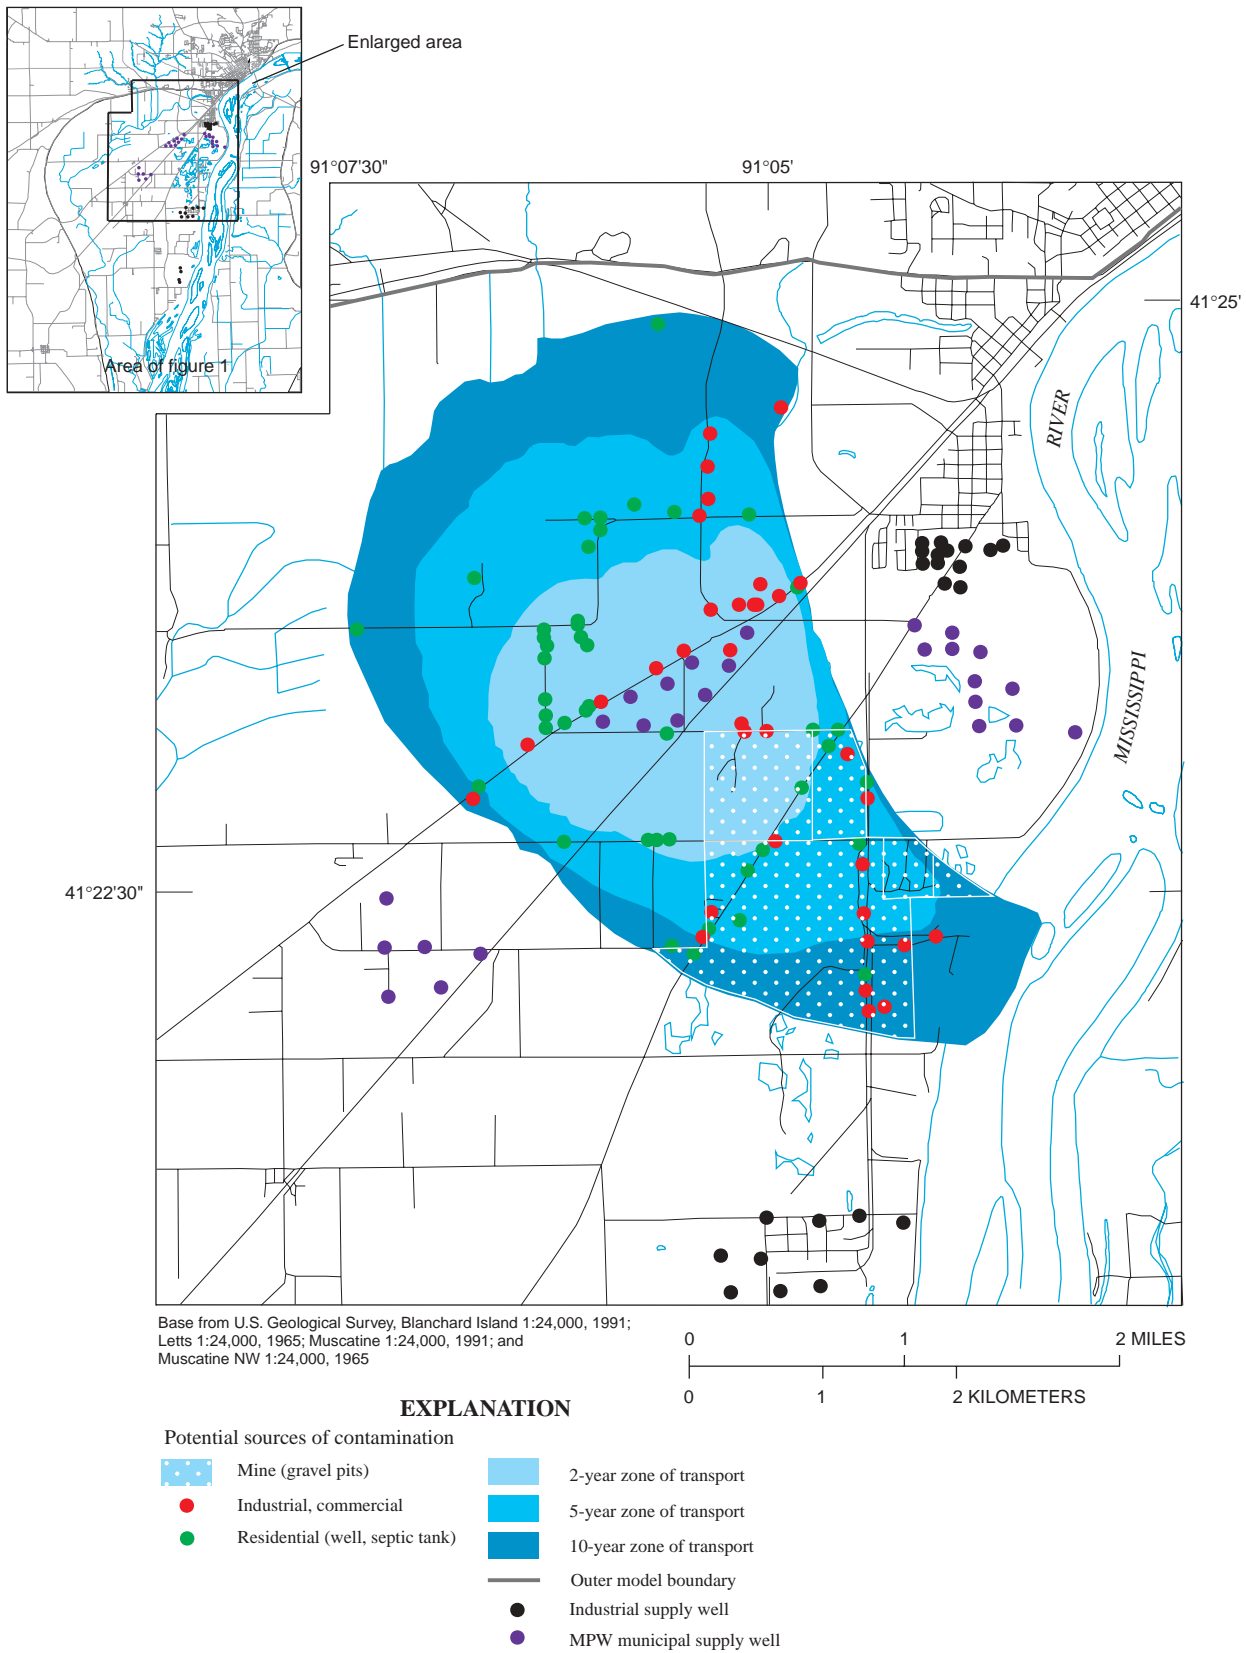 Enlarged area
Area of figure 1
91°07'30"
91°05'
41°25'
RIVER
MISSISSIPPI
41°22'30"
Base from U.S. Geological Survey, Blanchard Island 1:24,000, 1991;
Letts 1:24,000, 1965; Muscatine 1:24,000, 1991; and
Muscatine NW 1:24,000, 1965
0 1 2 MILES
0 1 2 KILOMETERS
EXPLANATION
Potential sources of contamination
Mine (gravel pits)
Industrial, commercial
Residential (well, septic tank)
2-year zone of transport
5-year zone of transport
10-year zone of transport
Outer model boundary
Industrial supply well
MPW municipal supply well